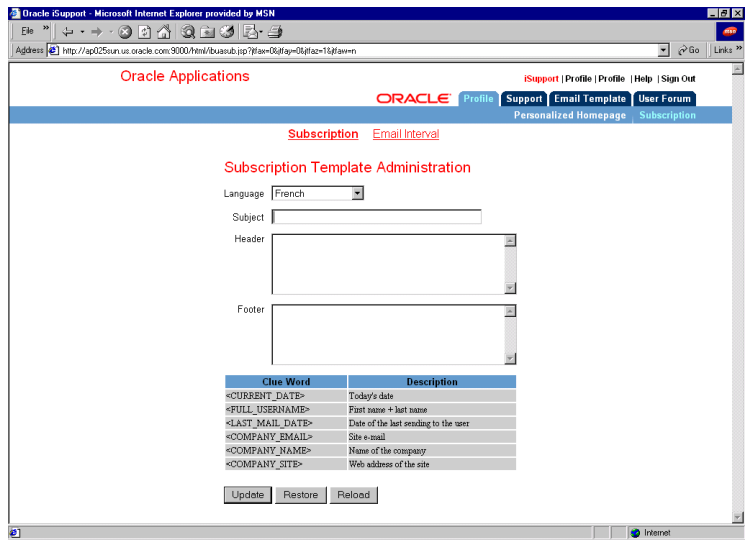 Oracle iSupport - Microsoft Internet Explorer provided by MSN
File »
Address http://ap025sun.us.oracle.com:9000/html/ibuasub.jsp?jtfax=0&jtfay=0&jtfaz=1&jtfaw=n Go Links »
Oracle Applications
iSupport | Profile | Profile | Help | Sign Out
ORACLE Profile Support Email Template User Forum
Personalized Homepage Subscription
Subscription Email Interval
Subscription Template Administration
Language French
Subject
Header
Footer
Clue Word Description
<CURRENT_DATE> Today's date
<FULL_USERNAME> First name + last name
<LAST_MAIL_DATE> Date of the last sending to the user
<COMPANY_EMAIL> Site e-mail
<COMPANY_NAME> Name of the company
<COMPANY_SITE> Web address of the site
Update Restore Reload
Internet